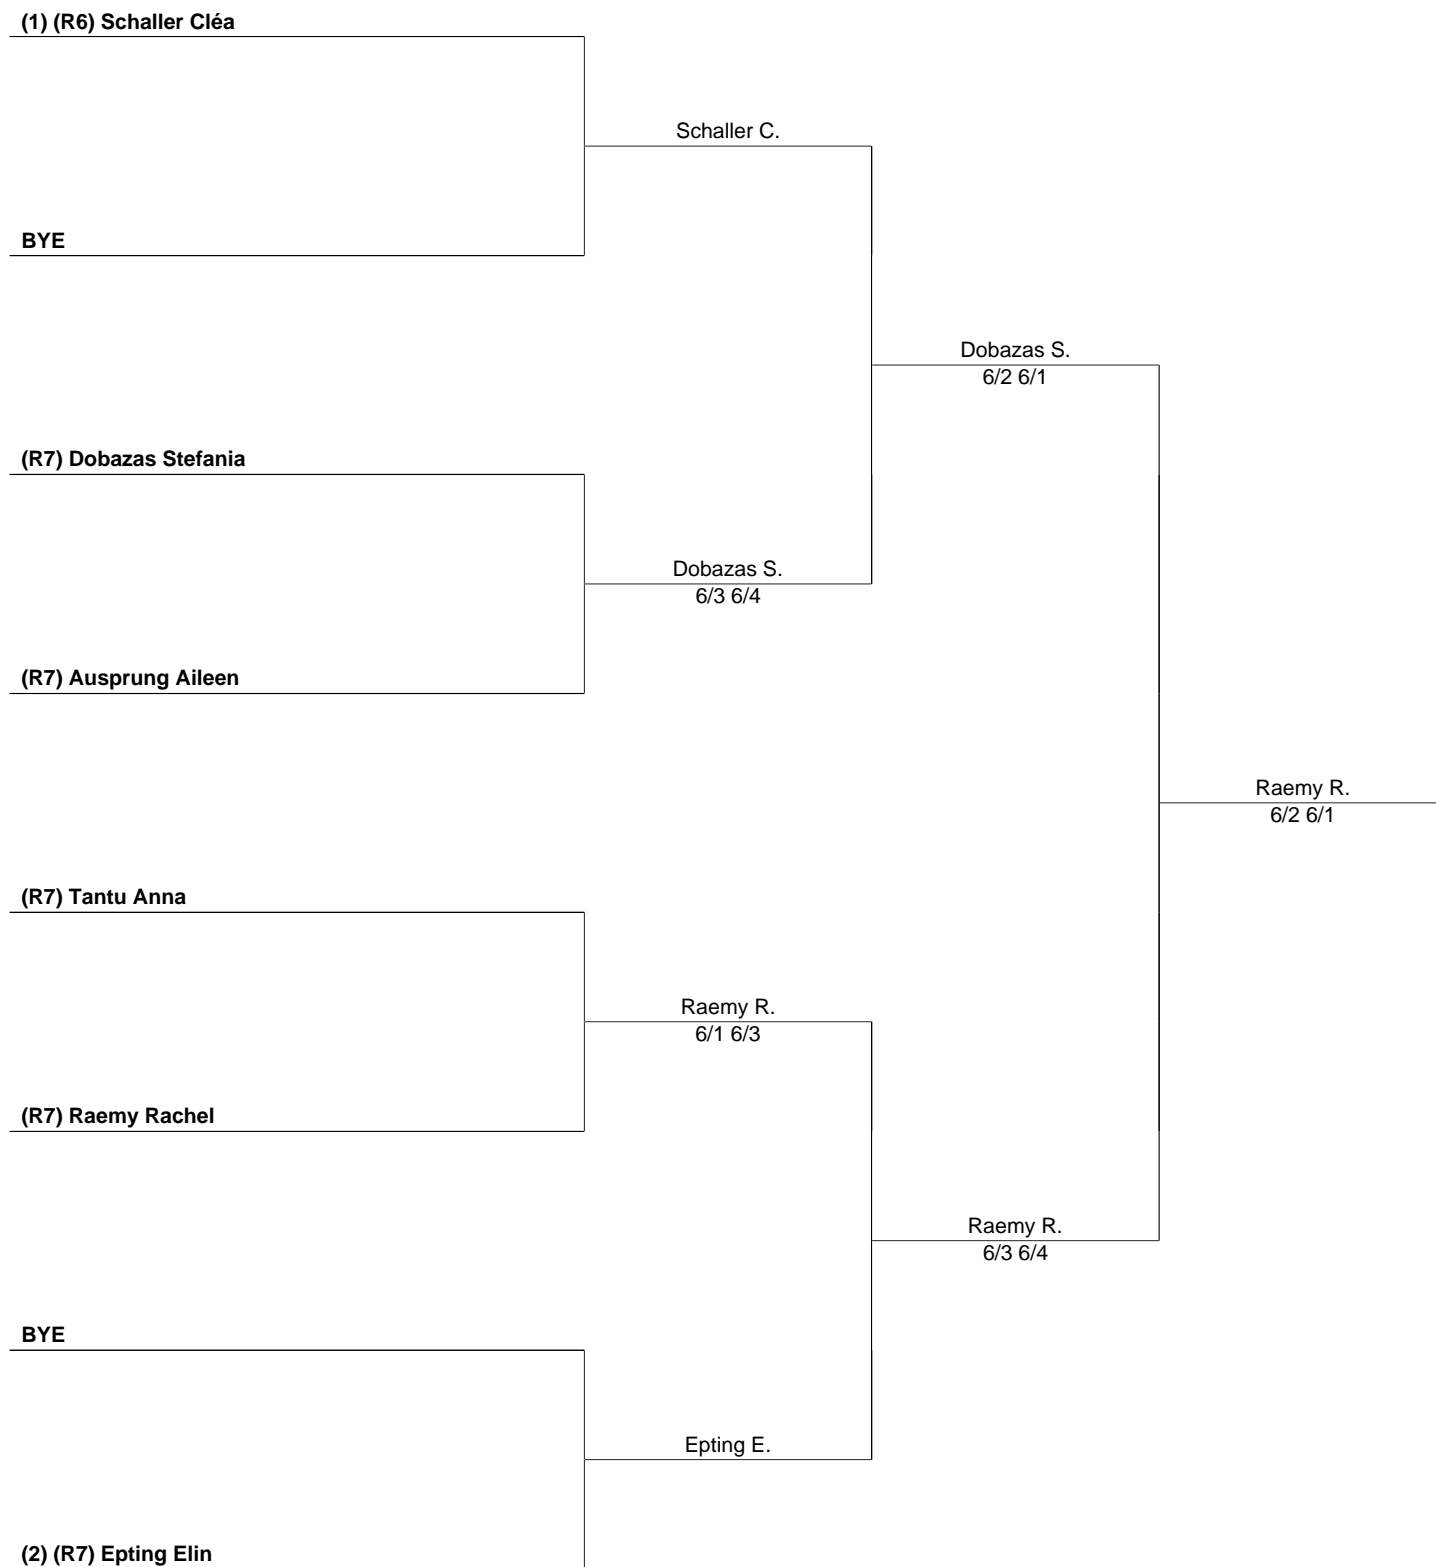 (1) (R6) Schaller Cléa
Schaller C.
BYE
Dobazas S.
6/2 6/1
(R7) Dobazas Stefania
Dobazas S.
6/3 6/4
(R7) Ausprung Aileen
Raemy R.
6/2 6/1
(R7) Tantu Anna
Raemy R.
6/1 6/3
(R7) Raemy Rachel
Raemy R.
6/3 6/4
BYE
Epting E.
(2) (R7) Epting Elin